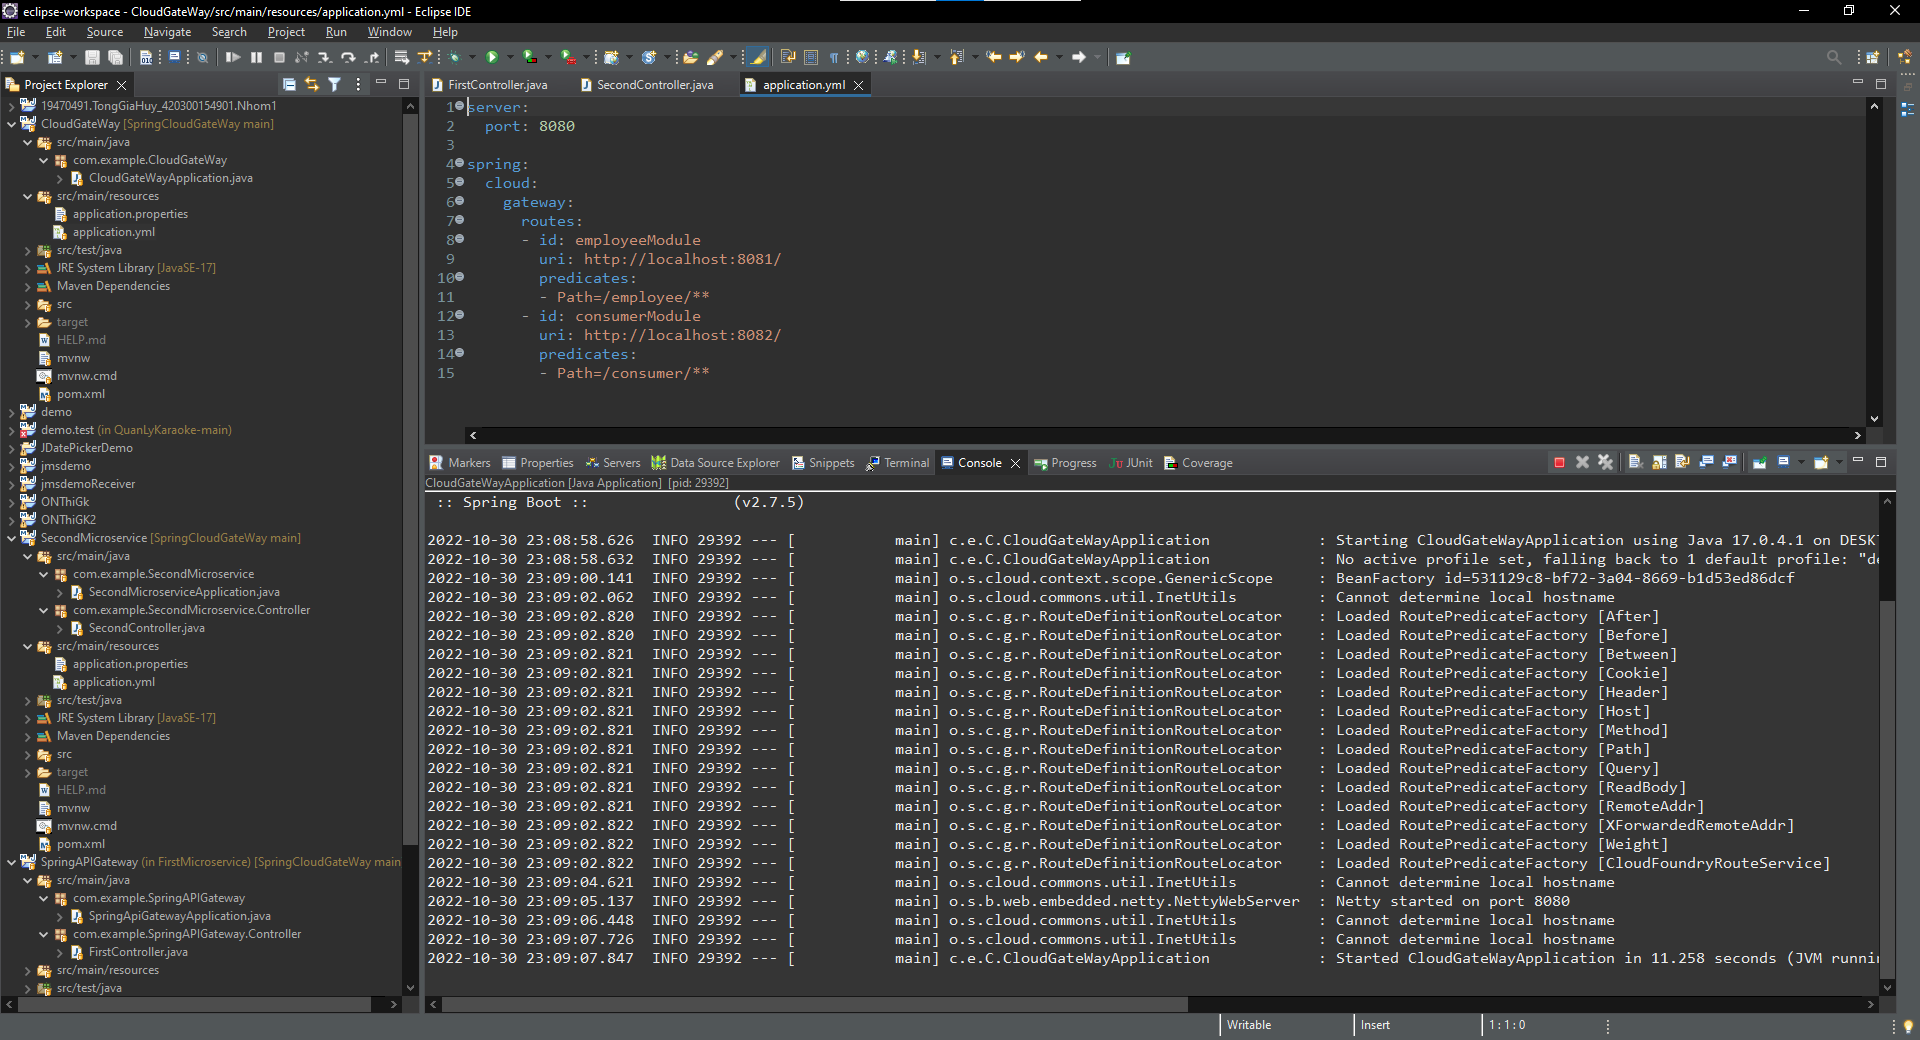 eclipse-workspace - CloudGateWay/src/main/resources/application.yml - Eclipse IDE
File Edit Source Navigate Search Project Run Window Help
Project Explorer
19470491.TongGiaHuy_420300154901.Nhom1
CloudGateWay [SpringCloudGateWay main]
src/main/java
com.example.CloudGateWay
CloudGateWayApplication.java
src/main/resources
application.properties
application.yml
src/test/java
JRE System Library [JavaSE-17]
Maven Dependencies
src
target
HELP.md
mvnw
mvnw.cmd
pom.xml
demo
demo.test (in QuanLyKaraoke-main)
JDatePickerDemo
jmsdemo
jmsdemoReceiver
ONThiGk
ONThiGK2
SecondMicroservice [SpringCloudGateWay main]
src/main/java
com.example.SecondMicroservice
SecondMicroserviceApplication.java
com.example.SecondMicroservice.Controller
SecondController.java
src/main/resources
application.properties
application.yml
src/test/java
JRE System Library [JavaSE-17]
Maven Dependencies
src
target
HELP.md
mvnw
mvnw.cmd
pom.xml
SpringAPIGateway (in FirstMicroservice) [SpringCloudGateWay main
src/main/java
com.example.SpringAPIGateway
SpringApiGatewayApplication.java
com.example.SpringAPIGateway.Controller
FirstController.java
src/main/resources
src/test/java
FirstController.java SecondController.java application.yml
1 server:
2   port: 8080
3
4 spring:
5   cloud:
6     gateway:
7       routes:
8       - id: employeeModule
9         uri: http://localhost:8081/
10         predicates:
11         - Path=/employee/**
12       - id: consumerModule
13         uri: http://localhost:8082/
14         predicates:
15         - Path=/consumer/**
Markers Properties Servers Data Source Explorer Snippets Terminal Console Progress JUnit Coverage
CloudGateWayApplication [Java Application] [pid: 29392]
:: Spring Boot ::                (v2.7.5)
2022-10-30 23:08:58.626  INFO 29392 --- [           main] c.e.C.CloudGateWayApplication            : Starting CloudGateWayApplication using Java 17.0.4.1 on DESK
2022-10-30 23:08:58.632  INFO 29392 --- [           main] c.e.C.CloudGateWayApplication            : No active profile set, falling back to 1 default profile: "de
2022-10-30 23:09:00.141  INFO 29392 --- [           main] o.s.cloud.context.scope.GenericScope     : BeanFactory id=531129c8-bf72-3a04-8669-b1d53ed86dcf
2022-10-30 23:09:02.062  INFO 29392 --- [           main] o.s.cloud.commons.util.InetUtils         : Cannot determine local hostname
2022-10-30 23:09:02.820  INFO 29392 --- [           main] o.s.c.g.r.RouteDefinitionRouteLocator    : Loaded RoutePredicateFactory [After]
2022-10-30 23:09:02.820  INFO 29392 --- [           main] o.s.c.g.r.RouteDefinitionRouteLocator    : Loaded RoutePredicateFactory [Before]
2022-10-30 23:09:02.821  INFO 29392 --- [           main] o.s.c.g.r.RouteDefinitionRouteLocator    : Loaded RoutePredicateFactory [Between]
2022-10-30 23:09:02.821  INFO 29392 --- [           main] o.s.c.g.r.RouteDefinitionRouteLocator    : Loaded RoutePredicateFactory [Cookie]
2022-10-30 23:09:02.821  INFO 29392 --- [           main] o.s.c.g.r.RouteDefinitionRouteLocator    : Loaded RoutePredicateFactory [Header]
2022-10-30 23:09:02.821  INFO 29392 --- [           main] o.s.c.g.r.RouteDefinitionRouteLocator    : Loaded RoutePredicateFactory [Host]
2022-10-30 23:09:02.821  INFO 29392 --- [           main] o.s.c.g.r.RouteDefinitionRouteLocator    : Loaded RoutePredicateFactory [Method]
2022-10-30 23:09:02.821  INFO 29392 --- [           main] o.s.c.g.r.RouteDefinitionRouteLocator    : Loaded RoutePredicateFactory [Path]
2022-10-30 23:09:02.821  INFO 29392 --- [           main] o.s.c.g.r.RouteDefinitionRouteLocator    : Loaded RoutePredicateFactory [Query]
2022-10-30 23:09:02.821  INFO 29392 --- [           main] o.s.c.g.r.RouteDefinitionRouteLocator    : Loaded RoutePredicateFactory [ReadBody]
2022-10-30 23:09:02.821  INFO 29392 --- [           main] o.s.c.g.r.RouteDefinitionRouteLocator    : Loaded RoutePredicateFactory [RemoteAddr]
2022-10-30 23:09:02.822  INFO 29392 --- [           main] o.s.c.g.r.RouteDefinitionRouteLocator    : Loaded RoutePredicateFactory [XForwardedRemoteAddr]
2022-10-30 23:09:02.822  INFO 29392 --- [           main] o.s.c.g.r.RouteDefinitionRouteLocator    : Loaded RoutePredicateFactory [Weight]
2022-10-30 23:09:02.822  INFO 29392 --- [           main] o.s.c.g.r.RouteDefinitionRouteLocator    : Loaded RoutePredicateFactory [CloudFoundryRouteService]
2022-10-30 23:09:04.621  INFO 29392 --- [           main] o.s.cloud.commons.util.InetUtils         : Cannot determine local hostname
2022-10-30 23:09:05.137  INFO 29392 --- [           main] o.s.b.web.embedded.netty.NettyWebServer  : Netty started on port 8080
2022-10-30 23:09:06.448  INFO 29392 --- [           main] o.s.cloud.commons.util.InetUtils         : Cannot determine local hostname
2022-10-30 23:09:07.726  INFO 29392 --- [           main] o.s.cloud.commons.util.InetUtils         : Cannot determine local hostname
2022-10-30 23:09:07.847  INFO 29392 --- [           main] c.e.C.CloudGateWayApplication            : Started CloudGateWayApplication in 11.258 seconds (JVM runni
Writable Insert 1 : 1 : 0